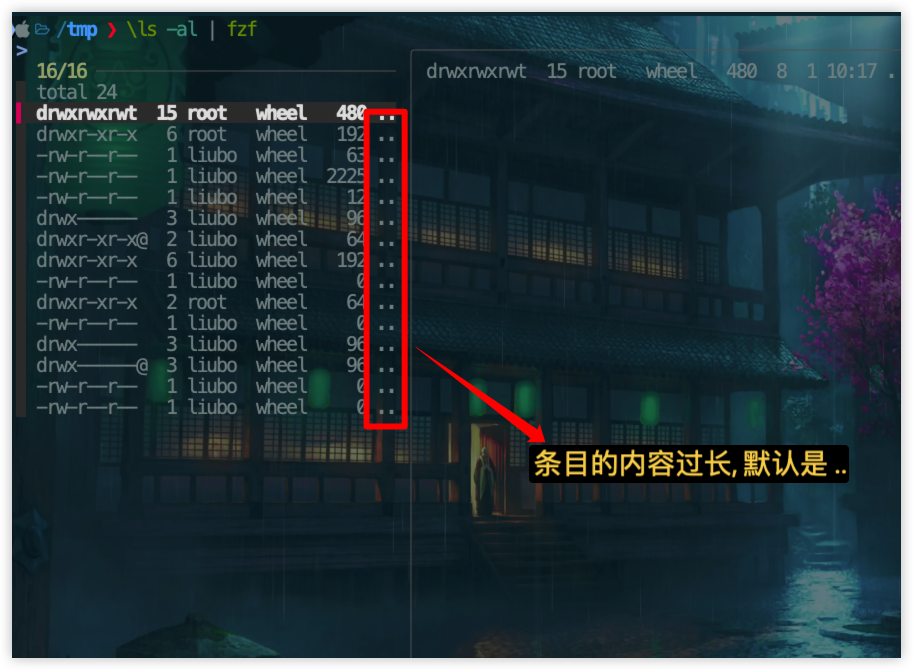 /tmp ❯ \ls -al | fzf
>
16/16
drwxrwxrwt 15 root wheel 480 8 1 10:17 .
total 24
drwxrwxrwt 15 root wheel 480 ..
drwxr-xr-x 6 root wheel 192 ..
-rw-r--r-- 1 liubo wheel 63 ..
-rw-r--r-- 1 liubo wheel 2225 ..
-rw-r--r-- 1 liubo wheel 12 ..
drwx------ 3 liubo wheel 96 ..
drwxr-xr-x@ 2 liubo wheel 64 ..
drwxr-xr-x 6 liubo wheel 192 ..
-rw-r--r-- 1 liubo wheel 0 ..
drwxr-xr-x 2 root wheel 64 ..
-rw-r--r-- 1 liubo wheel 0 ..
drwx------ 3 liubo wheel 96 ..
drwx------@ 3 liubo wheel 96 ..
-rw-r--r-- 1 liubo wheel 0 ..
-rw-r--r-- 1 liubo wheel 0 ..
条目的内容过长, 默认是 ..